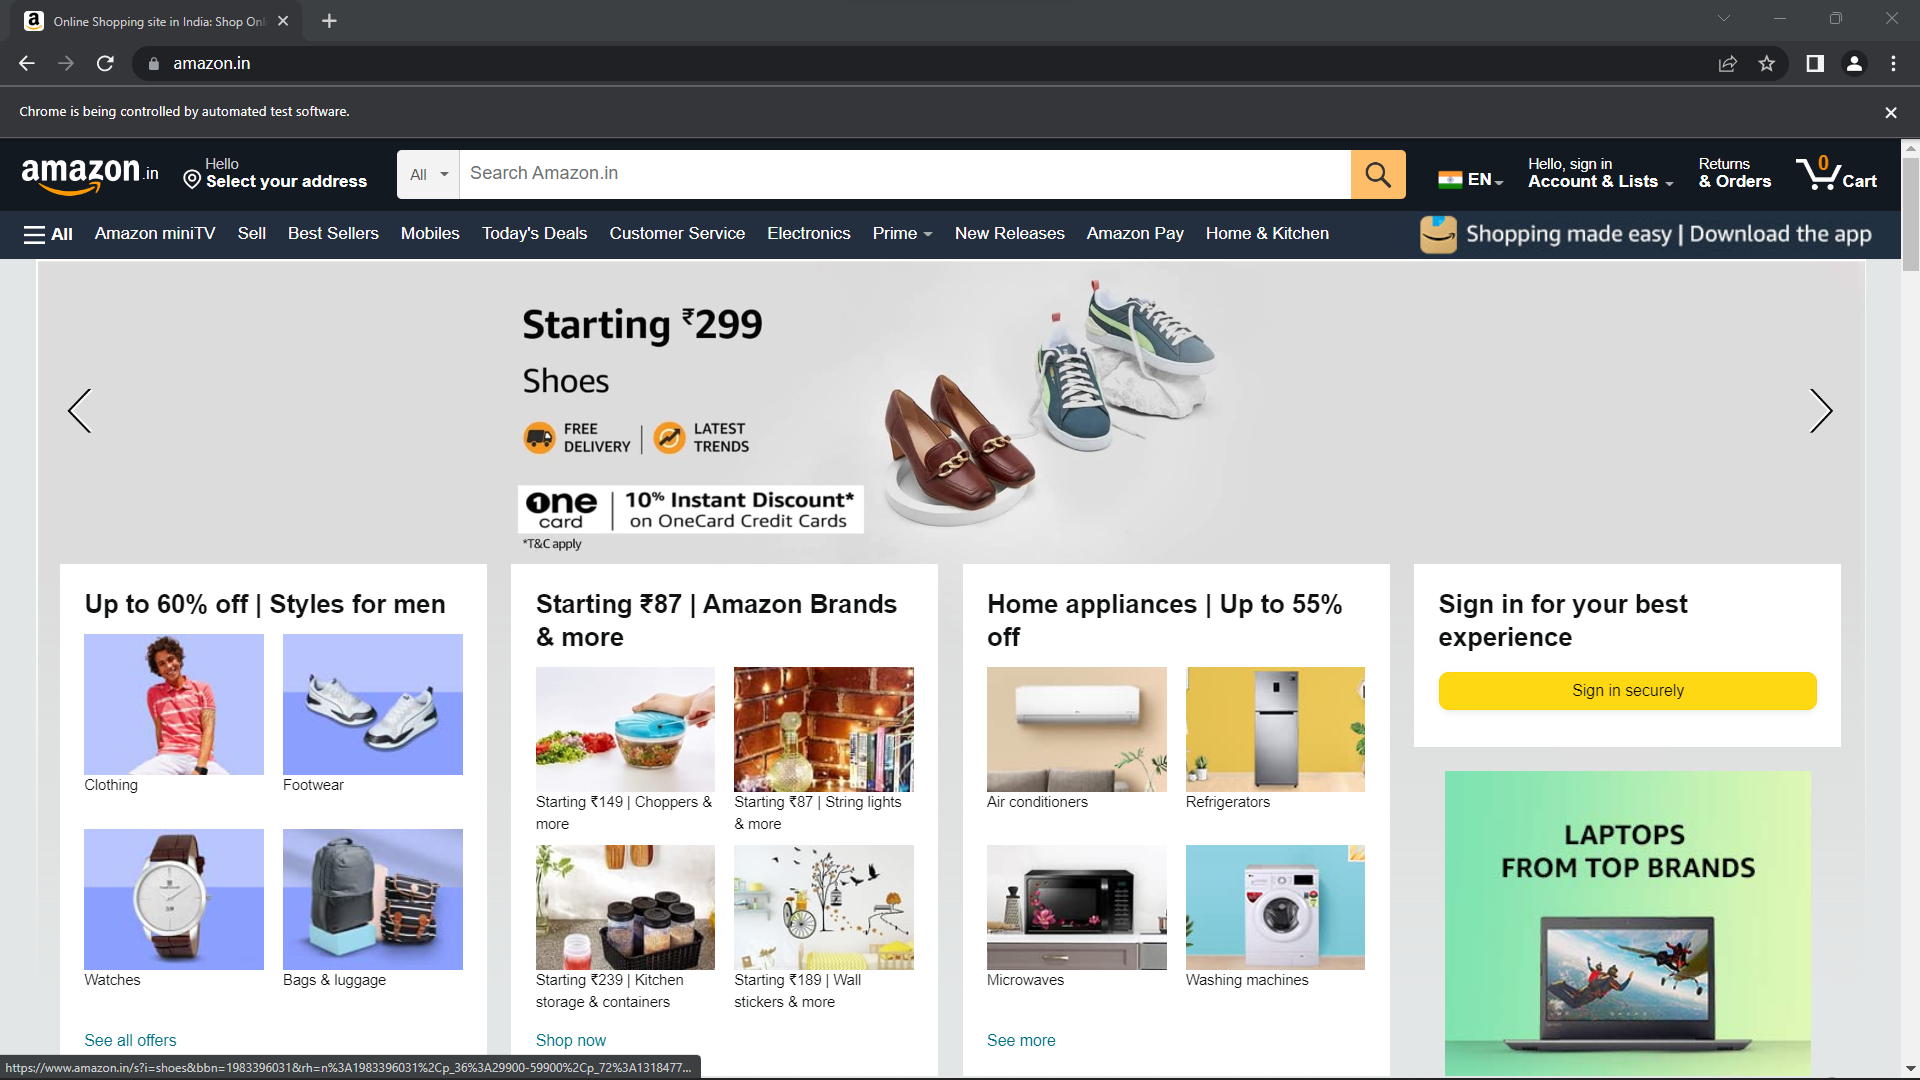 Online Shopping site in India: Shop Onl
amazon.in
Chrome is being controlled by automated test software.
amazon.in
Hello
Select your address
All
Search Amazon.in
EN
Hello, sign in
Account & Lists
Returns
& Orders
0
Cart
All
Amazon miniTV
Sell
Best Sellers
Mobiles
Today's Deals
Customer Service
Electronics
Prime
New Releases
Amazon Pay
Home & Kitchen
Shopping made easy | Download the app
Starting ₹299
Shoes
FREE
DELIVERY
LATEST
TRENDS
one
card
10% Instant Discount*
on OneCard Credit Cards
*T&C apply
Up to 60% off | Styles for men
Clothing
Footwear
Watches
Bags & luggage
See all offers
Starting ₹87 | Amazon Brands
& more
Starting ₹149 | Choppers &
more
Starting ₹87 | String lights
& more
Starting ₹239 | Kitchen
storage & containers
Starting ₹189 | Wall
stickers & more
Shop now
Home appliances | Up to 55%
off
Air conditioners
Refrigerators
Microwaves
Washing machines
See more
Sign in for your best
experience
Sign in securely
LAPTOPS
FROM TOP BRANDS
https://www.amazon.in/s?i=shoes&bbn=1983396031&rh=n%3A1983396031%2Cp_36%3A29900-59900%2Cp_72%3A1318477...